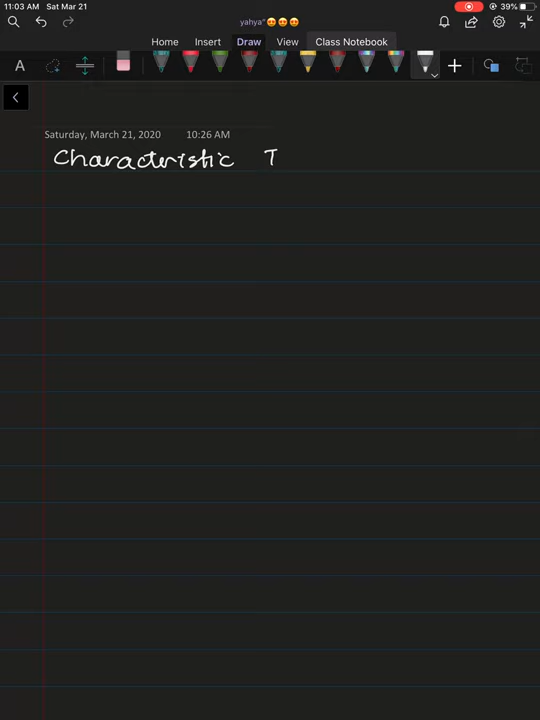 11:03 AM Sat Mar 21 39%
yahya"😍😍😍
Home Insert Draw View Class Notebook
A
Saturday, March 21, 2020 10:26 AM
Characteristic T